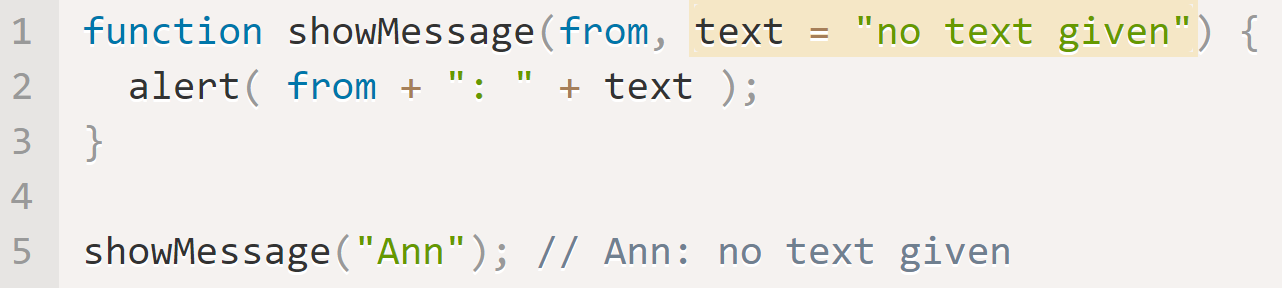 1 function showMessage(from, text = "no text given") {
2   alert( from + ": " + text );
3 }
4
5 showMessage("Ann"); // Ann: no text given